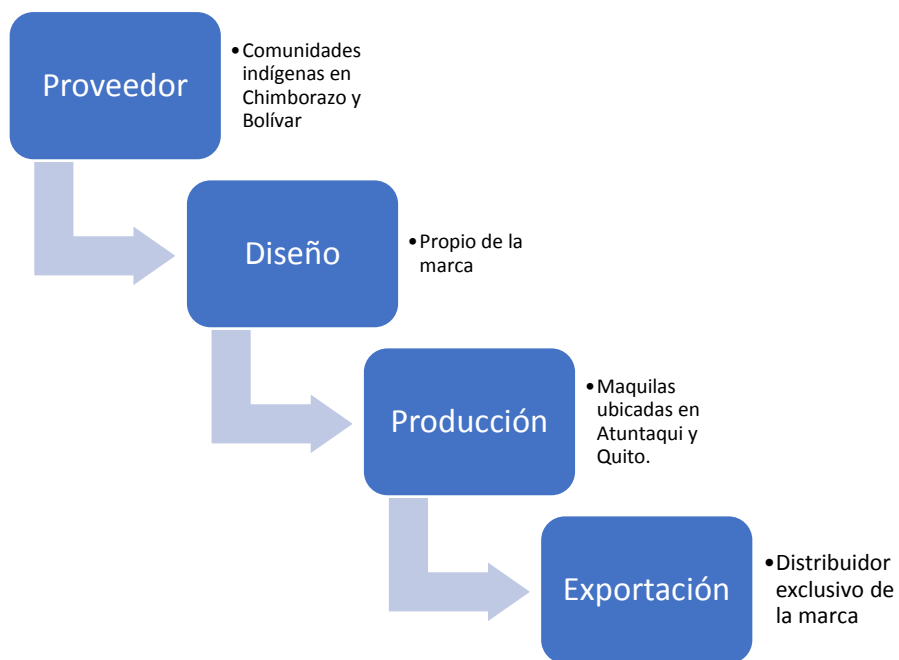 Proveedor
•Comunidades
indígenas en
Chimborazo y
Bolívar
Diseño
•Propio de la
marca
Producción
•Maquilas
ubicadas en
Atuntaqui y
Quito.
Exportación
•Distribuidor
exclusivo de
la marca